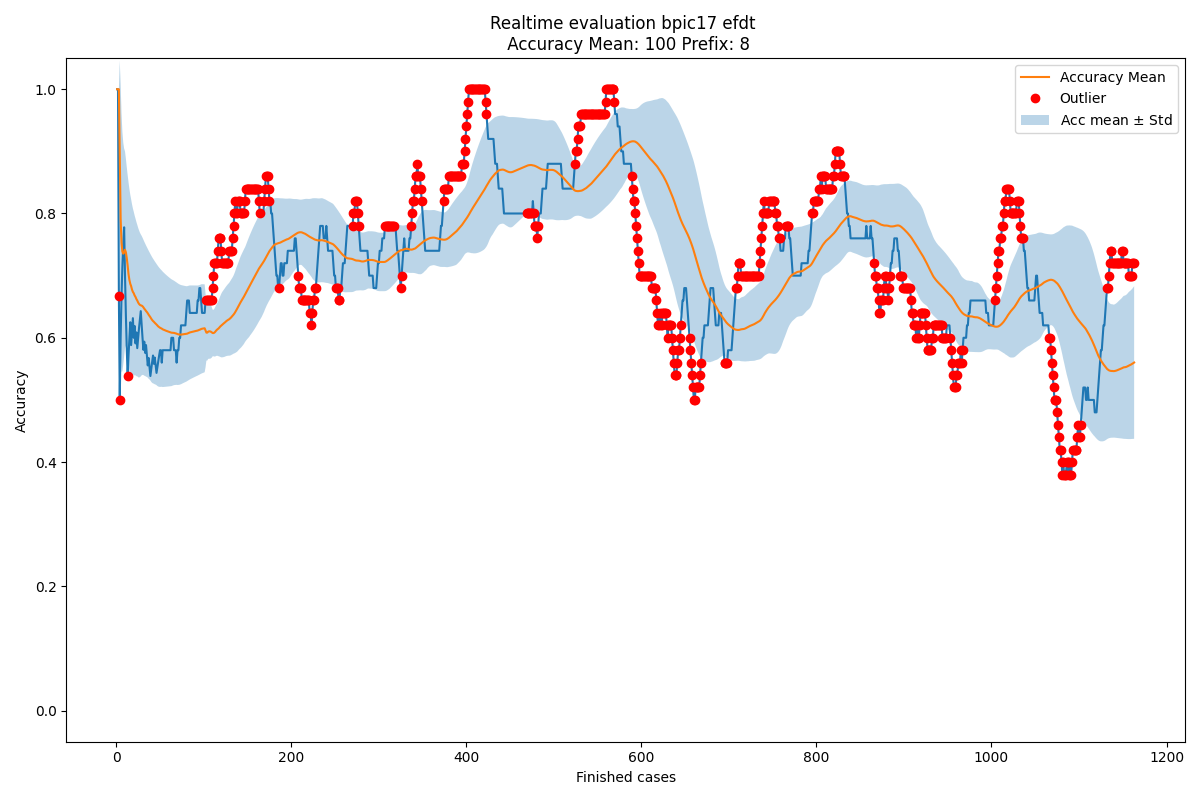 Realtime evaluation bpic17 efdt
Accuracy Mean: 100 Prefix: 8
Accuracy Mean
Outlier
Acc mean ± Std
1.0
0.8
0.6
0.4
0.2
0.0
Accuracy
0 200 400 600 800 1000 1200
Finished cases